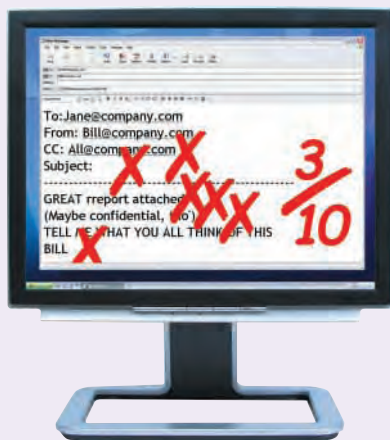 To:Jane@company.com
From: Bill@company.com
CC: All@company.com
Subject:
GREAT rreport attached
(Maybe confidential,
TELL ME WHAT YOU ALL THINK OF THIS
BILL
3/10